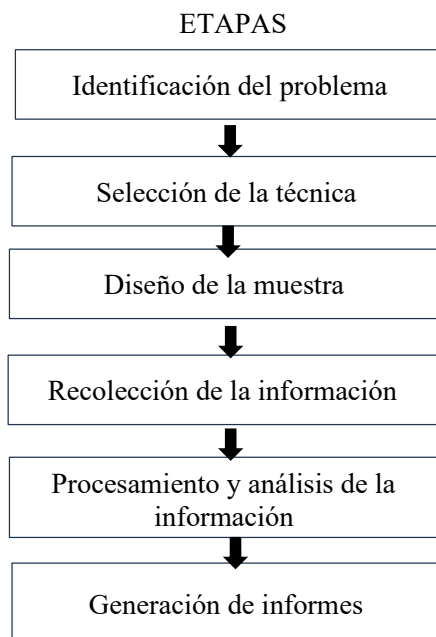 ETAPAS
Identificación del problema
Selección de la técnica
Diseño de la muestra
Recolección de la información
Procesamiento y análisis de la
información
Generación de informes